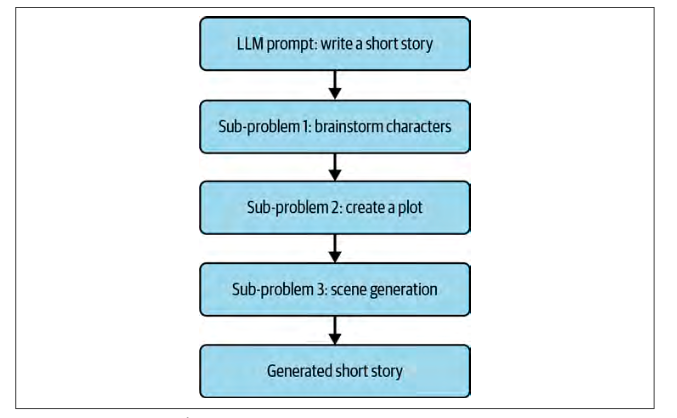 LLM prompt: write a short story
Sub-problem 1: brainstorm characters
Sub-problem 2: create a plot
Sub-problem 3: scene generation
Generated short story